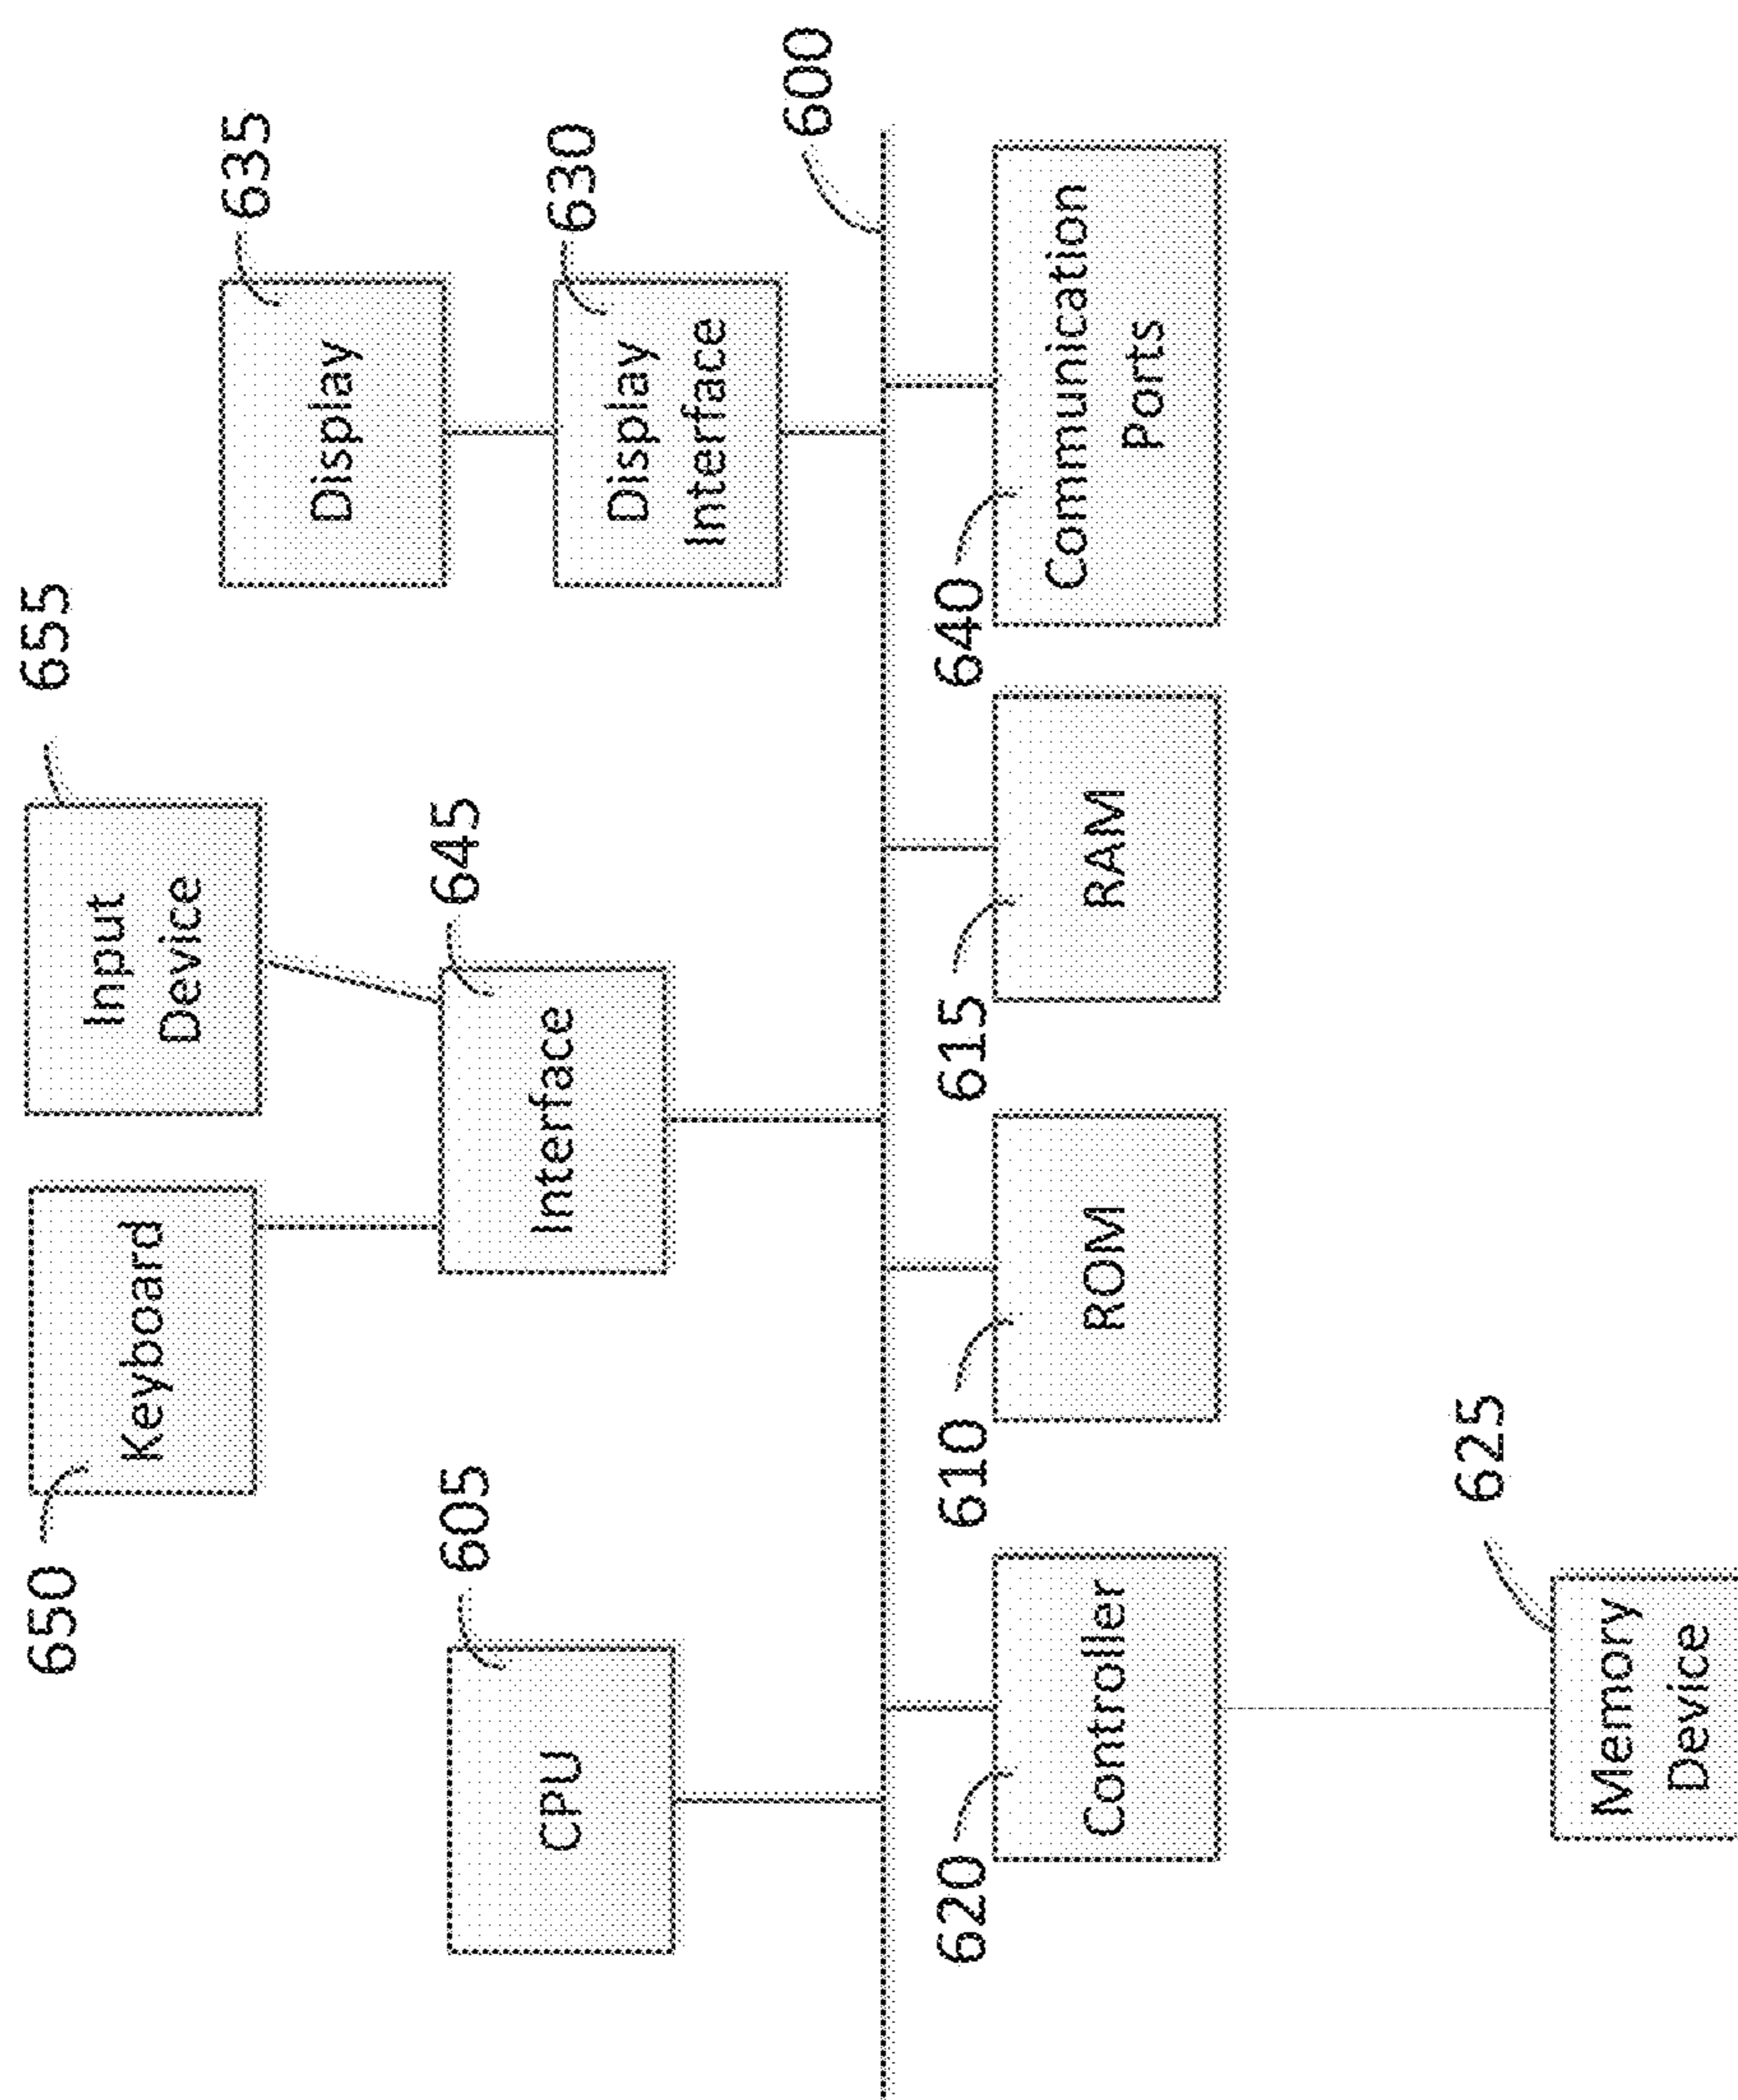 650
Keyboard
Input
Device
655
Display
635
605
CPU
Interface
645
Display
Interface
630
600
620
Controller
610
ROM
615
RAM
640
Communication
Ports
Memory
Device
625